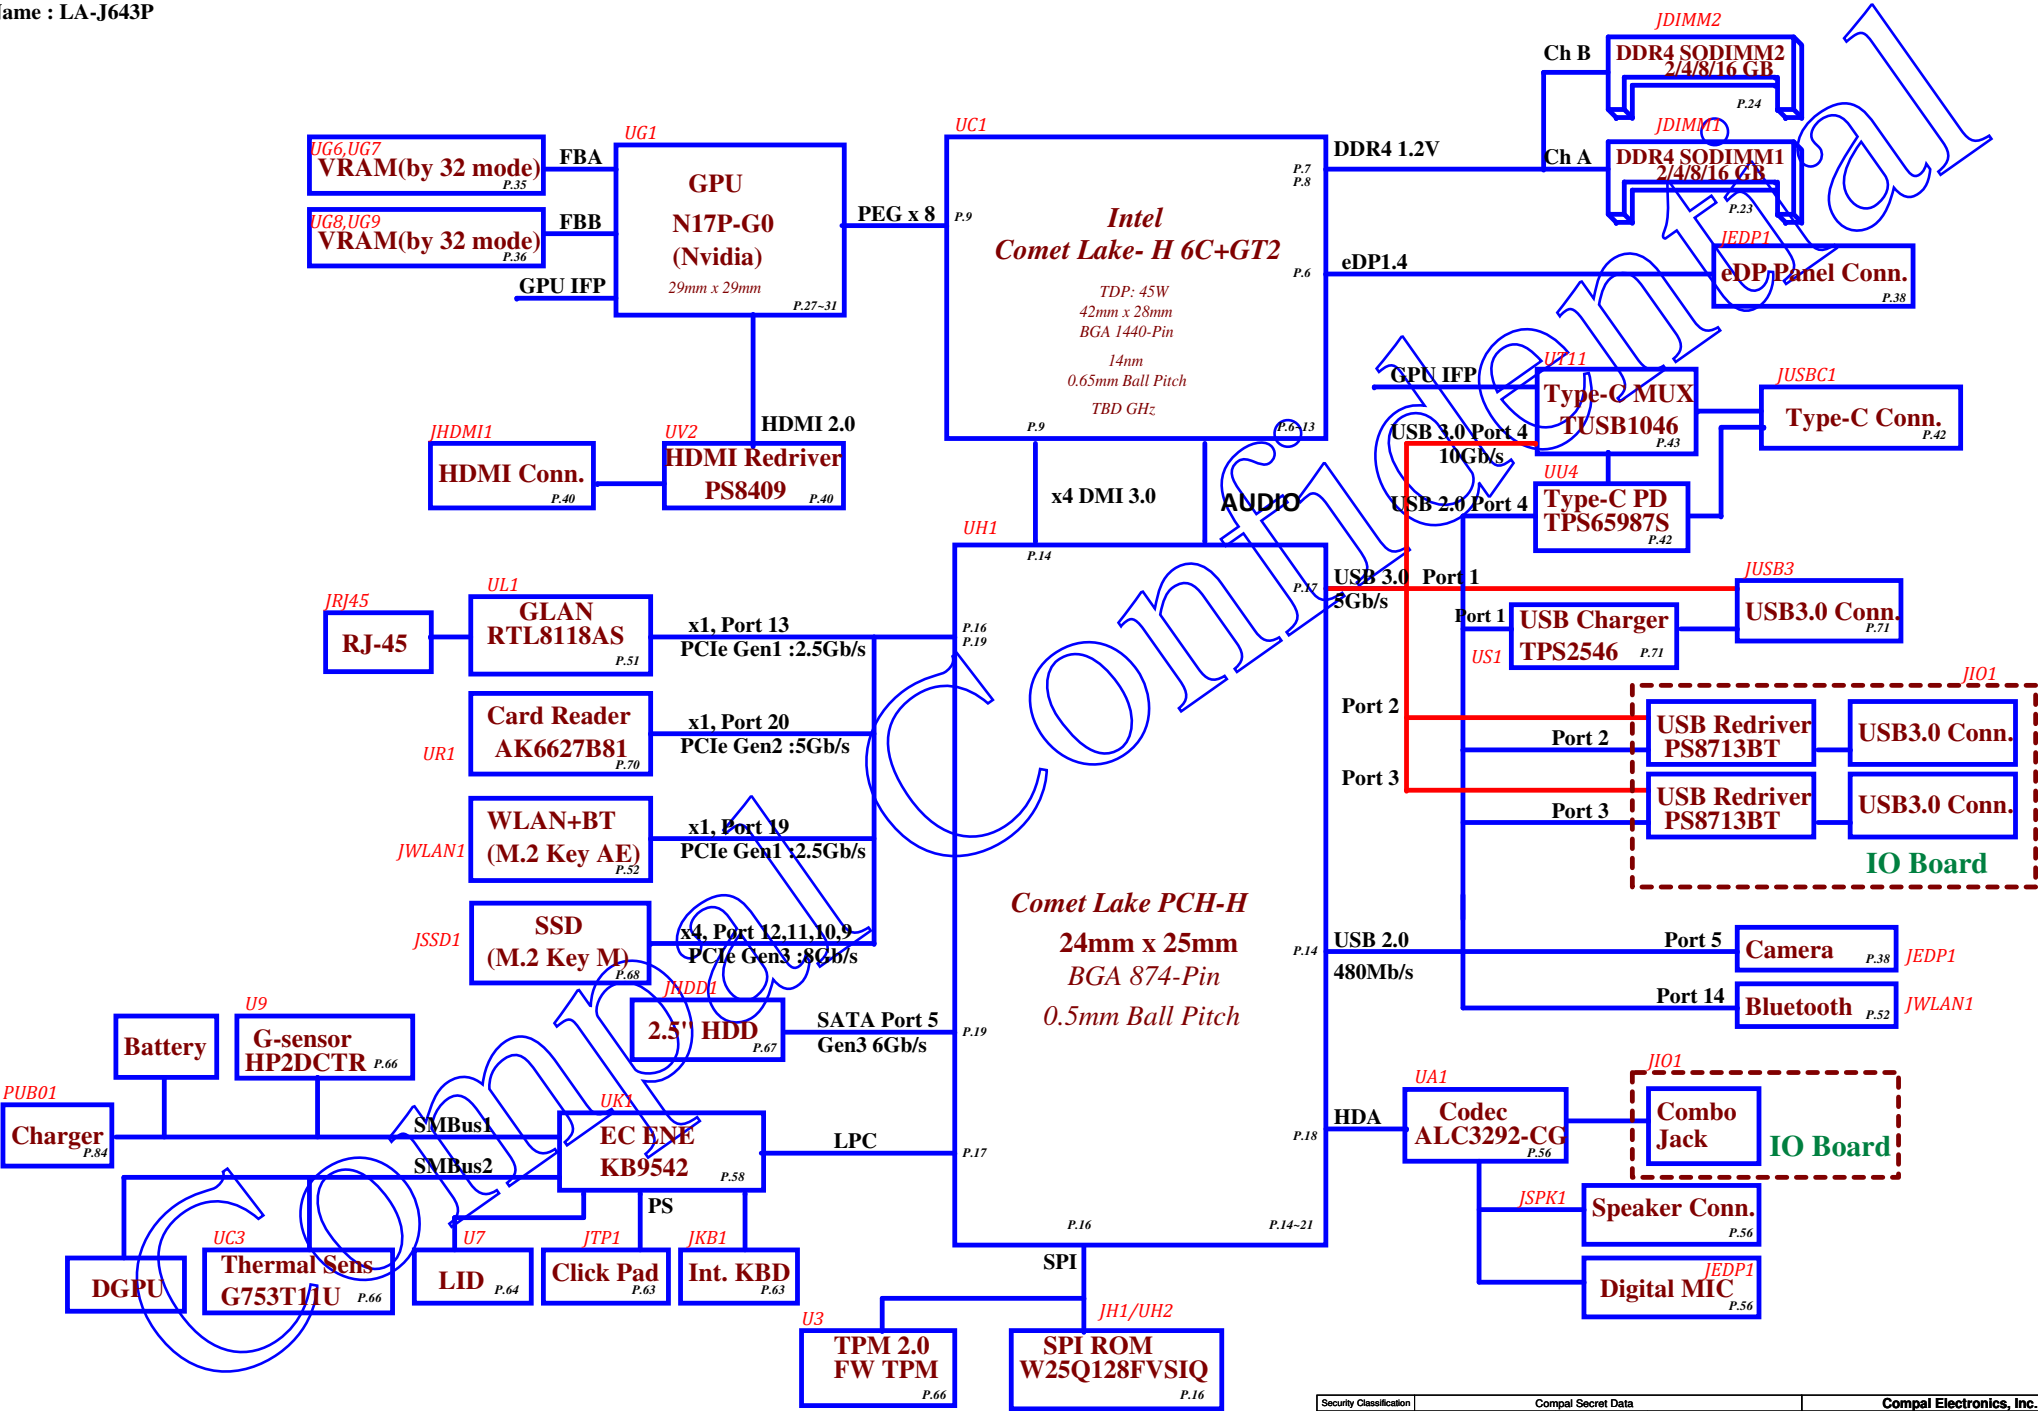 Name : LA-J643P
JDIMM2
Ch B
DDR4 SODIMM2
2/4/8/16 GB
P.24
JDIMM1
Ch A
DDR4 SODIMM1
2/4/8/16 GB
P.23
UG6,UG7
VRAM(by 32 mode)
P.35
FBA
UG8,UG9
VRAM(by 32 mode)
P.36
FBB
GPU IFP
UG1
GPU
N17P-G0
(Nvidia)
29mm x 29mm
P.27~31
PEG x 8
UC1
P.9
Intel
Comet Lake- H 6C+GT2
TDP: 45W
42mm x 28mm
BGA 1440-Pin
14nm
0.65mm Ball Pitch
TBD GHz
P.7
P.8
P.6
P.9
P.6~13
DDR4 1.2V
eDP1.4
JEDP1
eDP Panel Conn.
P.38
HDMI 2.0
JHDMI1
HDMI Conn.
P.40
UV2
HDMI Redriver
PS8409
P.40
x4 DMI 3.0
AUDIO
GPU IFP
UT11
Type-C MUX
TUSB1046
P.43
JUSBC1
Type-C Conn.
P.42
USB 3.0 Port 4
10Gb/s
UU4
USB 2.0 Port 4
Type-C PD
TPS65987S
P.42
UH1
P.14
P.17
USB 3.0 Port 1
5Gb/s
JUSB3
USB3.0 Conn.
P.71
Port 1
USB Charger
TPS2546
P.71
US1
JRJ45
RJ-45
UL1
GLAN
RTL8118AS
P.51
x1, Port 13
PCIe Gen1 :2.5Gb/s
P.16
P.19
Card Reader
AK6627B81
P.70
UR1
x1, Port 20
PCIe Gen2 :5Gb/s
WLAN+BT
(M.2 Key AE)
P.52
JWLAN1
x1, Port 19
PCIe Gen1 :2.5Gb/s
SSD
(M.2 Key M)
P.68
JSSD1
x4, Port 12,11,10,9
PCIe Gen3 :8Gb/s
JIO1
Port 2
USB Redriver
PS8713BT
USB3.0 Conn.
Port 2
Port 3
USB Redriver
PS8713BT
USB3.0 Conn.
Port 3
IO Board
Comet Lake PCH-H
24mm x 25mm
BGA 874-Pin
0.5mm Ball Pitch
P.14
USB 2.0
480Mb/s
Port 5
Camera
P.38
JEDP1
Port 14
Bluetooth
P.52
JWLAN1
JHDD1
2.5" HDD
P.67
SATA Port 5
Gen3 6Gb/s
P.19
Battery
U9
G-sensor
HP2DCTR
P.66
PUB01
Charger
P.84
SMBus1
SMBus2
UK1
EC ENE
KB9542
P.58
LPC
P.17
P.18
HDA
UA1
Codec
ALC3292-CG
P.56
JIO1
Combo
Jack
IO Board
JSPK1
Speaker Conn.
P.56
JEDP1
Digital MIC
P.56
PS
DGPU
UC3
Thermal Sens
G753T11U
P.66
U7
LID
P.64
JTP1
Click Pad
P.63
JKB1
Int. KBD
P.63
P.16
P.14~21
SPI
U3
TPM 2.0
FW TPM
P.66
JH1/UH2
SPI ROM
W25Q128FVSIQ
P.16
Compal Confidential
Security Classification
Compal Secret Data
Compal Electronics, Inc.